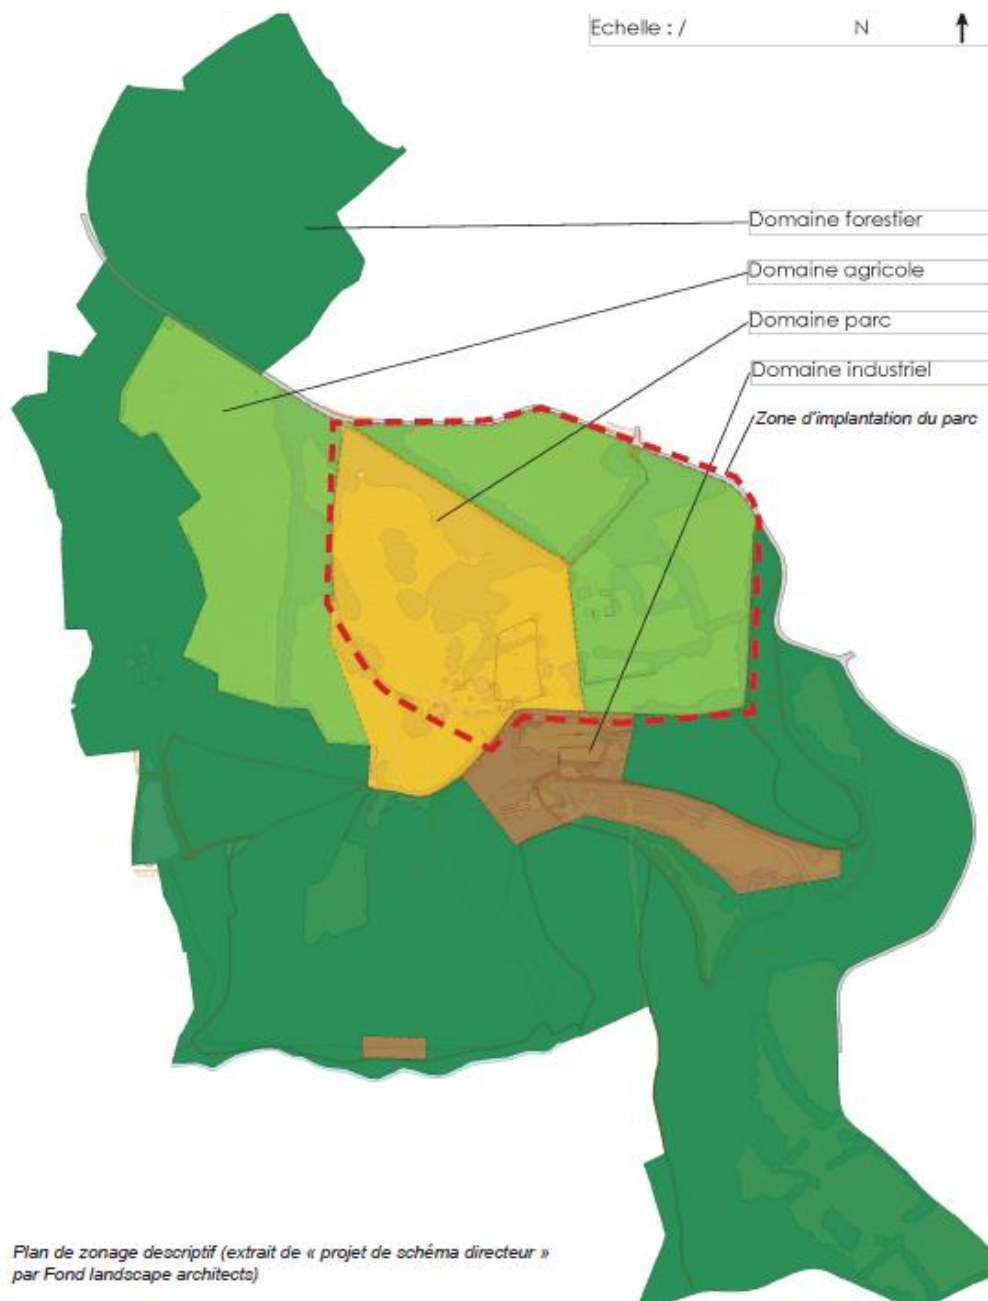 Echelle : / N
Domaine forestier
Domaine agricole
Domaine parc
Domaine industriel
Zone d'implantation du parc
Plan de zonage descriptif (extrait de « projet de schéma directeur »
par Fond landscape architects)